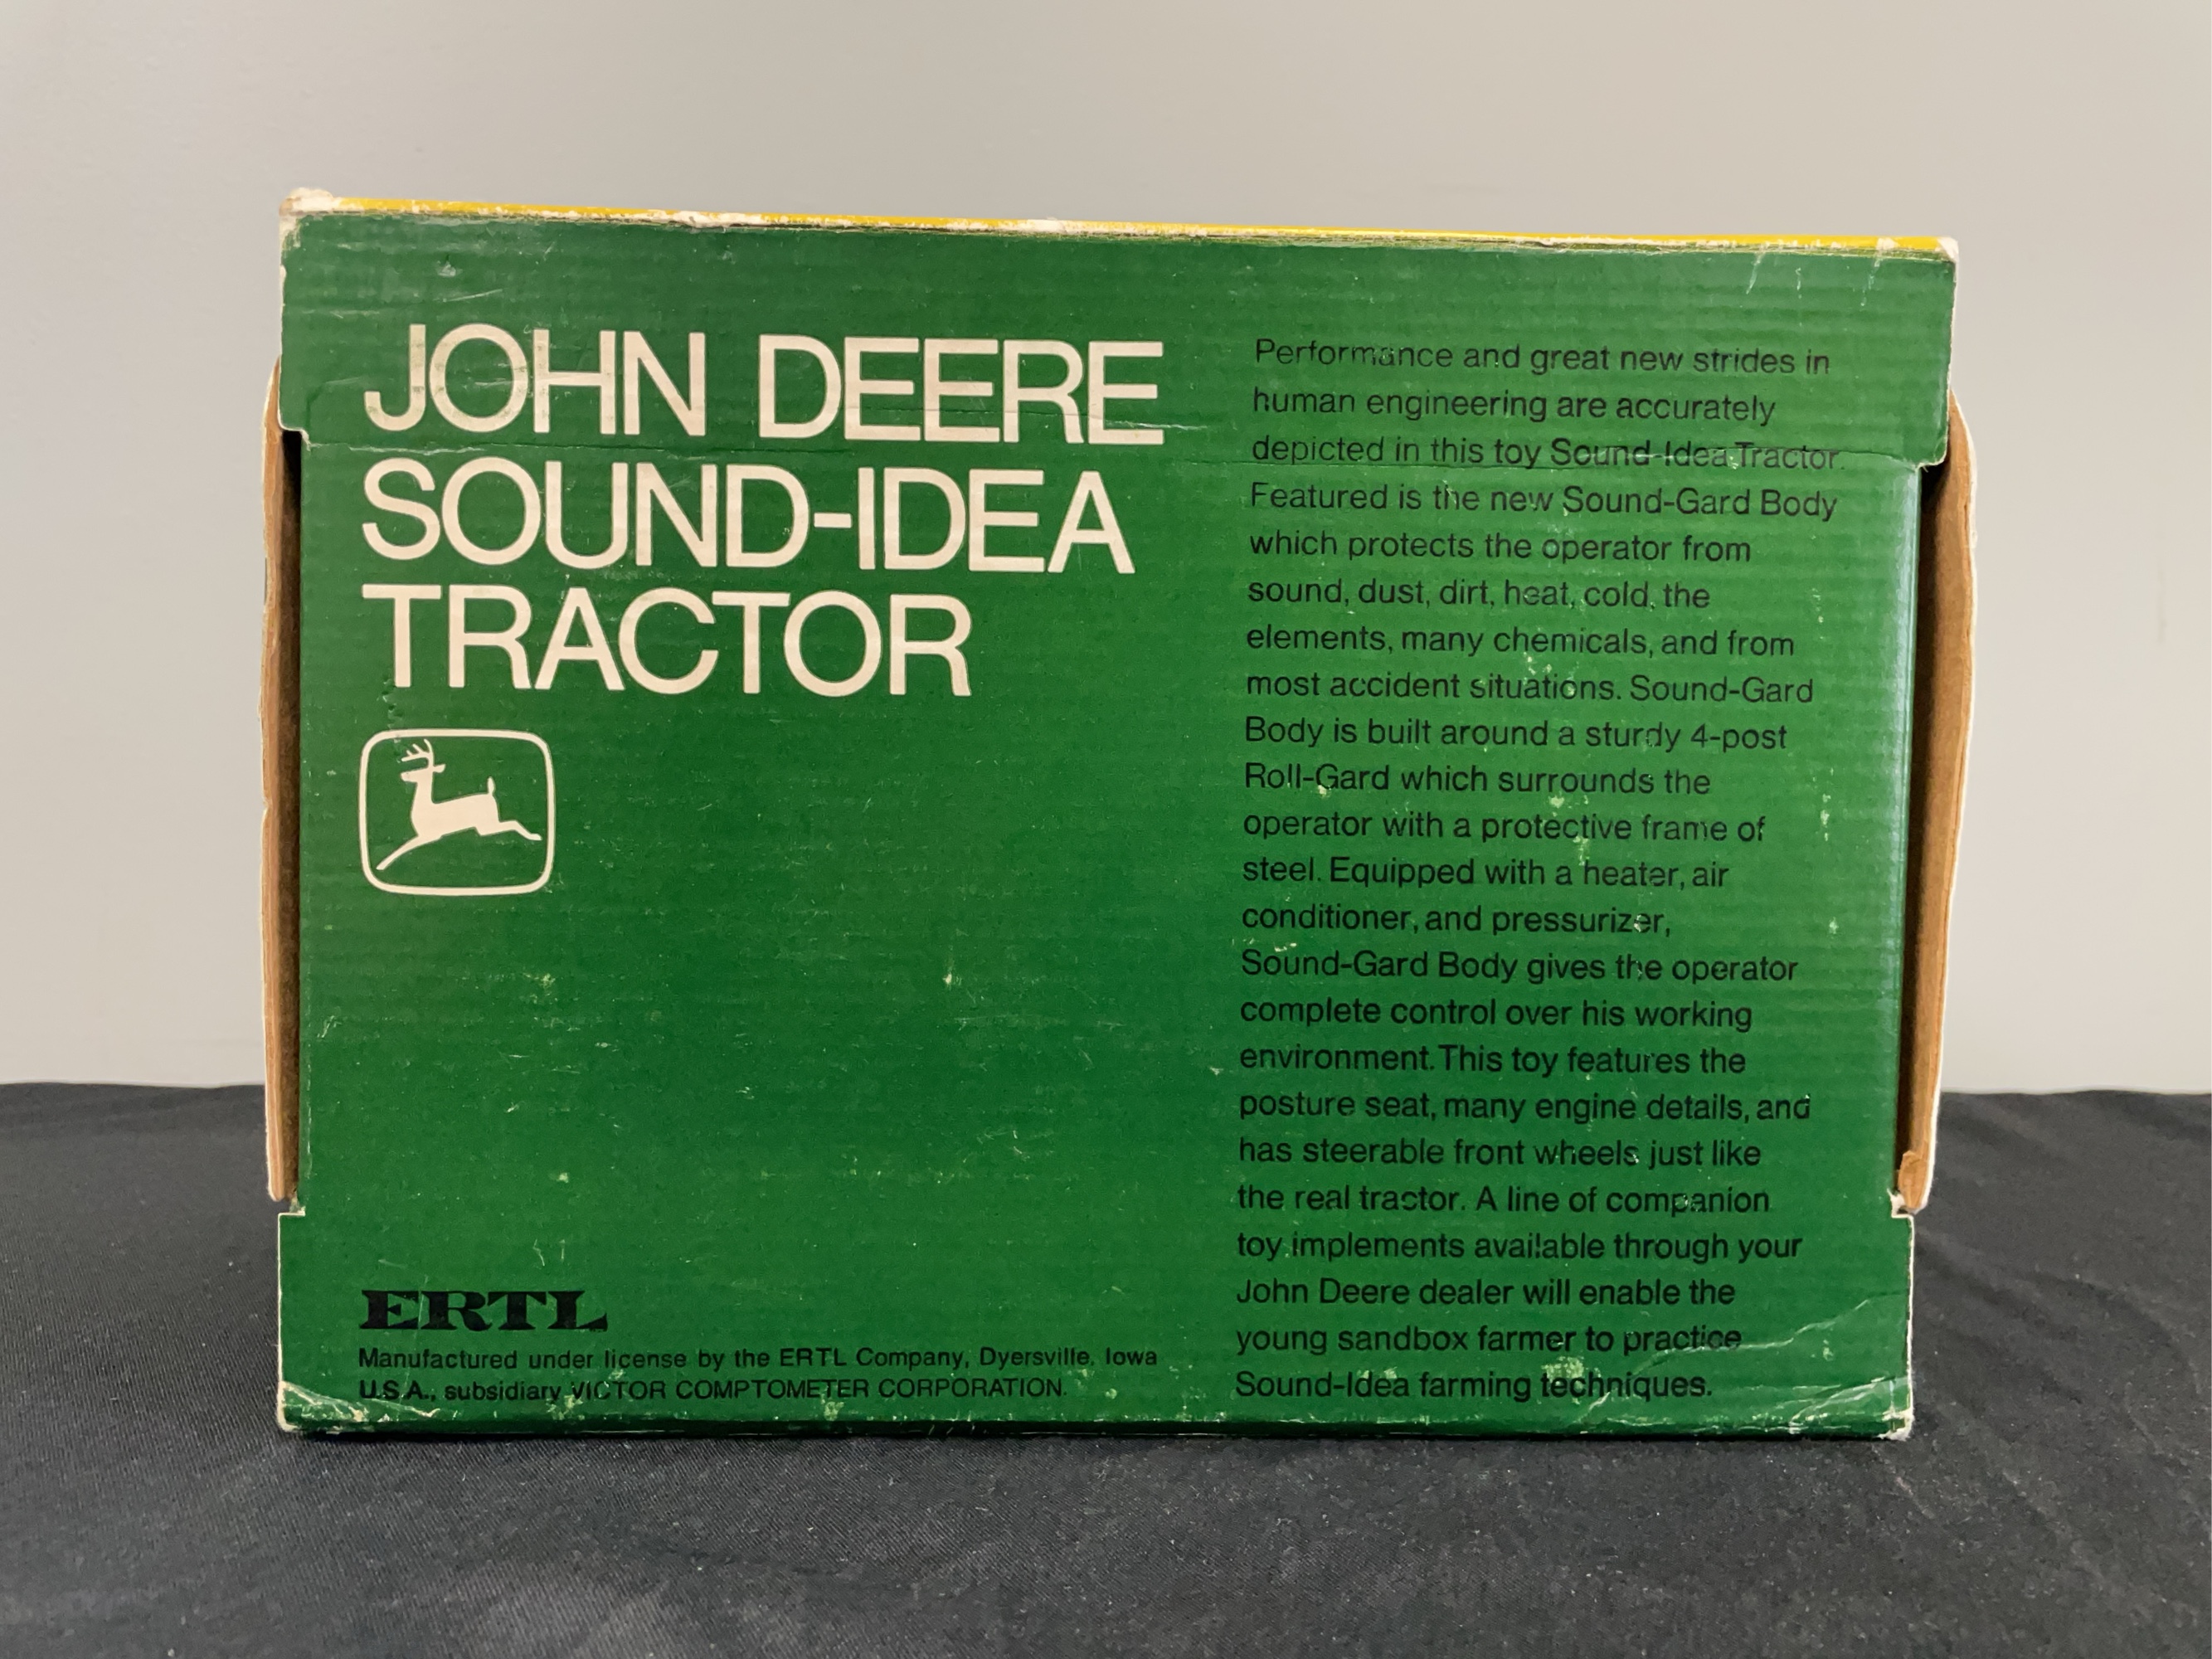 JOHN DEERE
SOUND-IDEA
TRACTOR
ERTL
Manufactured under license by the ERTL Company, Dyersville, Iowa
U.S.A., subsidiary VICTOR COMPTOMETER CORPORATION.
Performance and great new strides in
human engineering are accurately
depicted in this toy Sound-Idea Tractor.
Featured is the new Sound-Gard Body
which protects the operator from
sound, dust, dirt, heat, cold, the
elements, many chemicals, and from
most accident situations. Sound-Gard
Body is built around a sturdy 4-post
Roll-Gard which surrounds the
operator with a protective frame of
steel. Equipped with a heater, air
conditioner, and pressurizer,
Sound-Gard Body gives the operator
complete control over his working
environment. This toy features the
posture seat, many engine details, and
has steerable front wheels just like
the real tractor. A line of companion
toy implements available through your
John Deere dealer will enable the
young sandbox farmer to practice
Sound-Idea farming techniques.